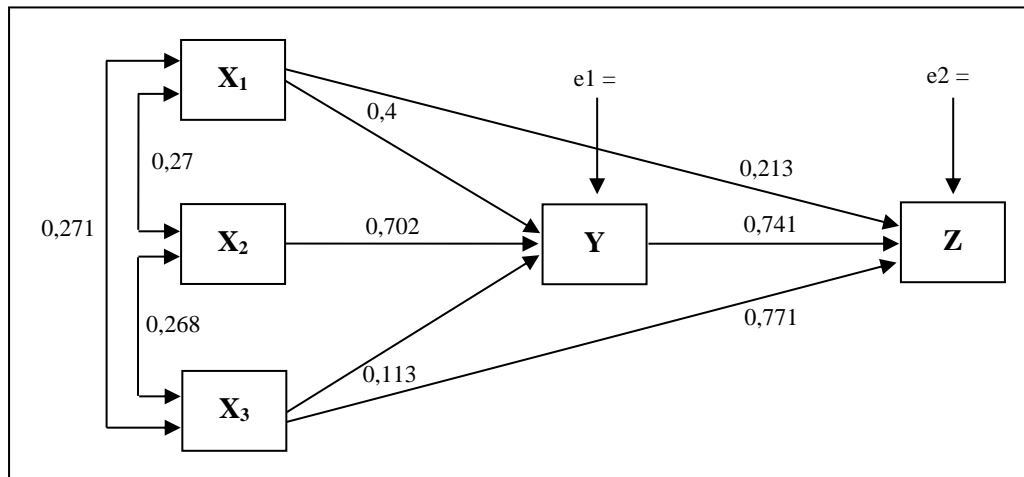 X₁
e1 =
e2 =
0,4
0,27
0,213
0,271
X₂
0,702
Y
0,741
Z
0,268
0,771
0,113
X₃